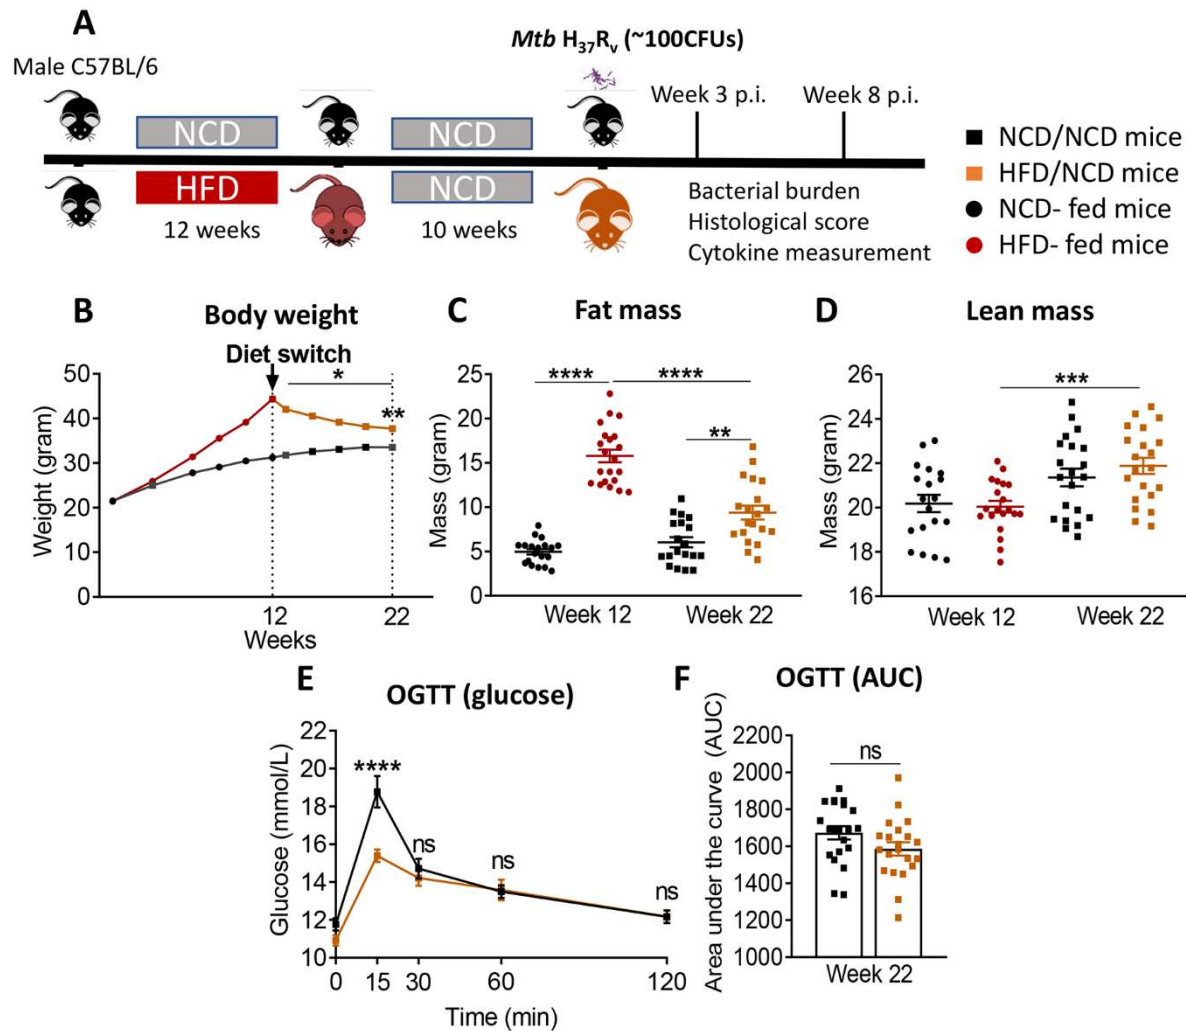 A
Mtb H37Rv (~100CFUs)
Male C57BL/6
Week 3 p.i.
Week 8 p.i.
NCD
NCD
HFD
NCD
12 weeks
10 weeks
Bacterial burden
Histological score
Cytokine measurement
NCD/NCD mice
HFD/NCD mice
NCD- fed mice
HFD- fed mice
B
Body weight
Diet switch
*
**
50
40
30
20
10
0
Weight (gram)
12
22
Weeks
C
Fat mass
****
****
**
25
20
15
10
5
0
Mass (gram)
Week 12
Week 22
D
Lean mass
***
26
24
22
20
18
16
Mass (gram)
Week 12
Week 22
E
OGTT (glucose)
22
20
18
16
14
12
10
Glucose (mmol/L)
****
ns
ns
ns
0
15
30
60
120
Time (min)
F
OGTT (AUC)
ns
2200
2000
1800
1600
1400
1200
1000
Area under the curve (AUC)
Week 22